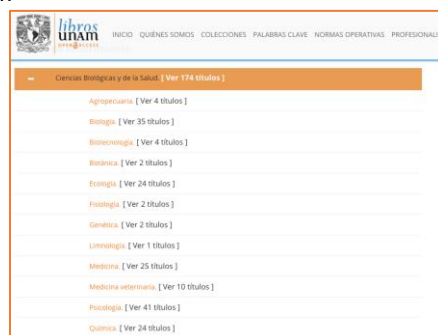 libros
unam
OPEN ACCESS
INICIO QUIÉNES SOMOS COLECCIONES PALABRAS CLAVE NORMAS OPERATIVAS PROFESIONAL
Ciencias Biológicas y de la Salud. [ Ver 174 títulos ]
Agropecuaria. [ Ver 4 títulos ]
Biología. [ Ver 35 títulos ]
Biotecnología. [ Ver 4 títulos ]
Botánica. [ Ver 2 títulos ]
Ecología. [ Ver 24 títulos ]
Fisiología. [ Ver 2 títulos ]
Genética. [ Ver 2 títulos ]
Limnología. [ Ver 1 títulos ]
Medicina. [ Ver 25 títulos ]
Medicina veterinaria. [ Ver 10 títulos ]
Psicología. [ Ver 41 títulos ]
Química. [ Ver 24 títulos ]